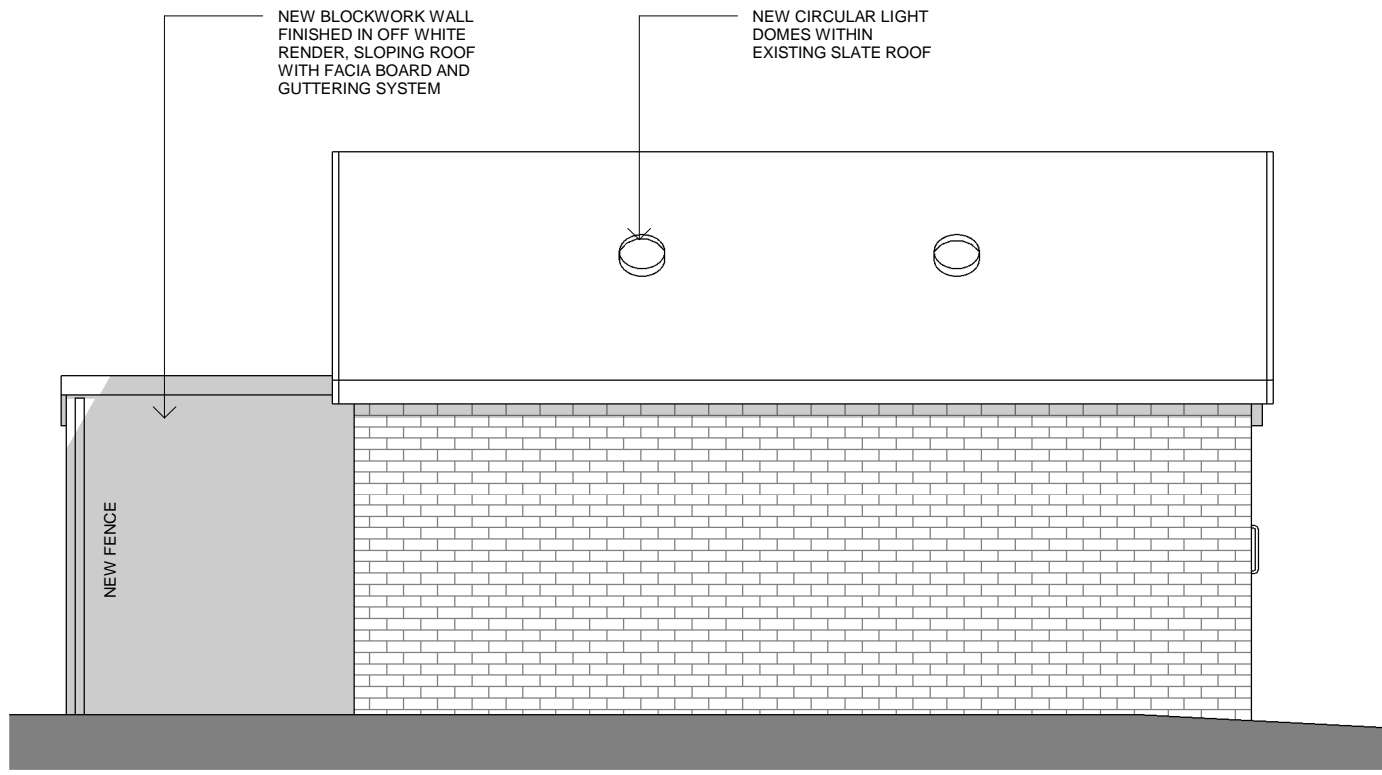 NEW BLOCKWORK WALL
FINISHED IN OFF WHITE
RENDER, SLOPING ROOF
WITH FACIA BOARD AND
GUTTERING SYSTEM
NEW CIRCULAR LIGHT
DOMES WITHIN
EXISTING SLATE ROOF
NEW FENCE